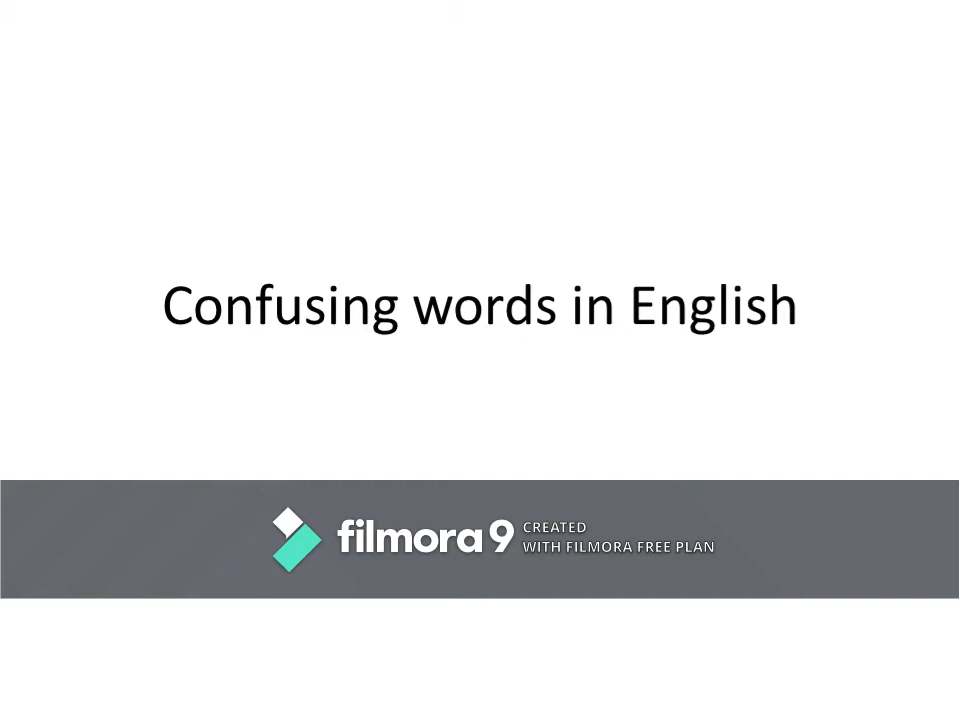 Confusing words in English
filmora 9 CREATED
WITH FILMORA FREE PLAN